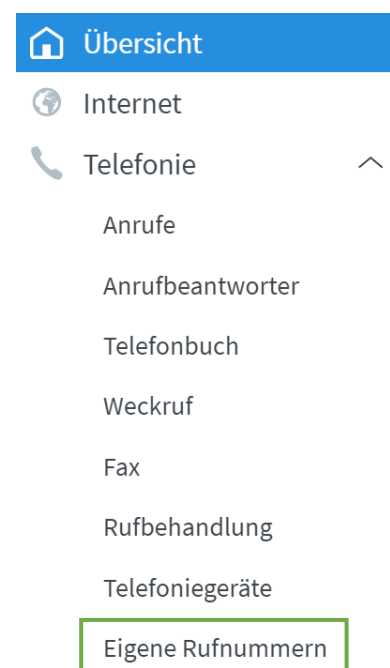 Übersicht
Internet
Telefonie
Anrufe
Anrufbeantworter
Telefonbuch
Weckruf
Fax
Rufbehandlung
Telefoniegeräte
Eigene Rufnummern